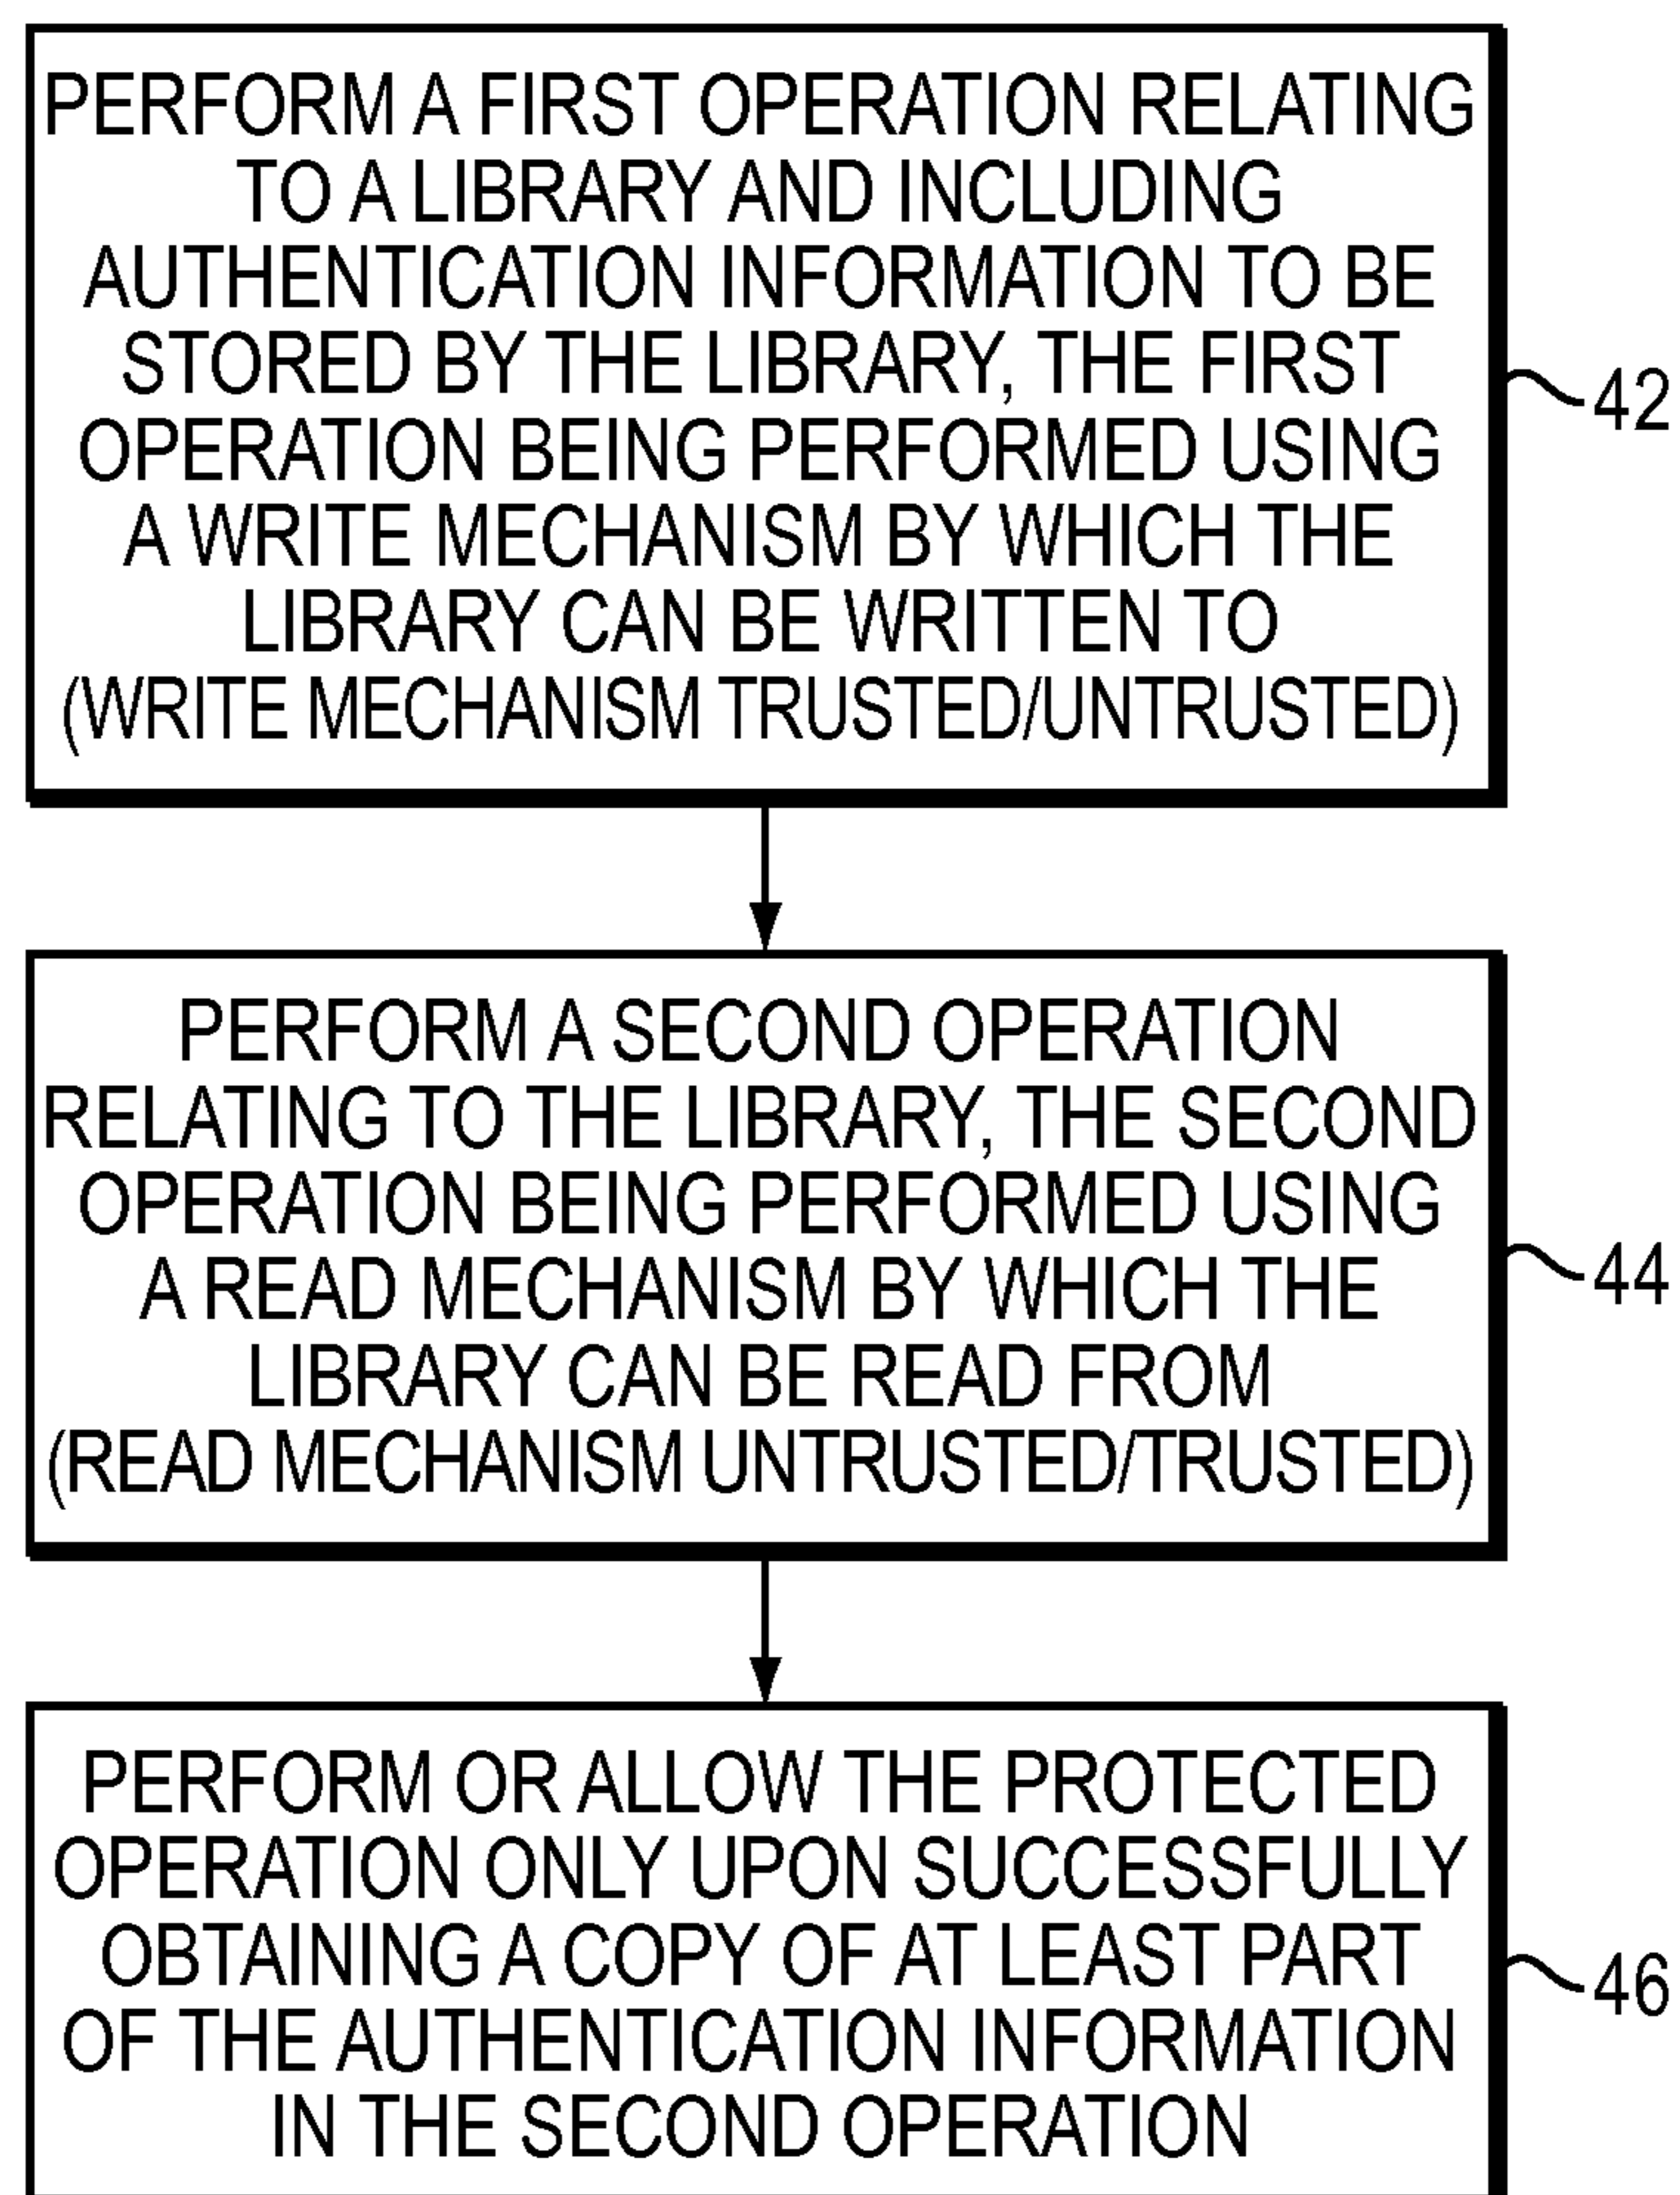 PERFORM A FIRST OPERATION RELATING
TO A LIBRARY AND INCLUDING
AUTHENTICATION INFORMATION TO BE
STORED BY THE LIBRARY, THE FIRST
OPERATION BEING PERFORMED USING
A WRITE MECHANISM BY WHICH THE
LIBRARY CAN BE WRITTEN TO
(WRITE MECHANISM TRUSTED/UNTRUSTED)
42
PERFORM A SECOND OPERATION
RELATING TO THE LIBRARY, THE SECOND
OPERATION BEING PERFORMED USING
A READ MECHANISM BY WHICH THE
LIBRARY CAN BE READ FROM
(READ MECHANISM UNTRUSTED/TRUSTED)
44
PERFORM OR ALLOW THE PROTECTED
OPERATION ONLY UPON SUCCESSFULLY
OBTAINING A COPY OF AT LEAST PART
OF THE AUTHENTICATION INFORMATION
IN THE SECOND OPERATION
46